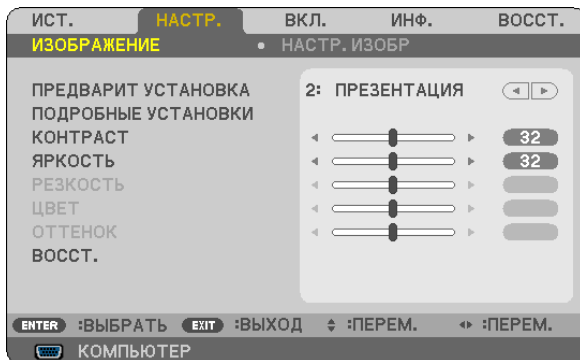 ИСТ. НАСТР. ВКЛ. ИНФ. ВОССТ.
ИЗОБРАЖЕНИЕ • НАСТР. ИЗОБР
ПРЕДВАРИТ УСТАНОВКА 2: ПРЕЗЕНТАЦИЯ
ПОДРОБНЫЕ УСТАНОВКИ
КОНТРАСТ 32
ЯРКОСТЬ 32
РЕЗКОСТЬ
ЦВЕТ
ОТТЕНОК
ВОССТ.
ENTER :ВЫБРАТЬ EXIT :ВЫХОД :ПЕРЕМ. :ПЕРЕМ.
КОМПЬЮТЕР